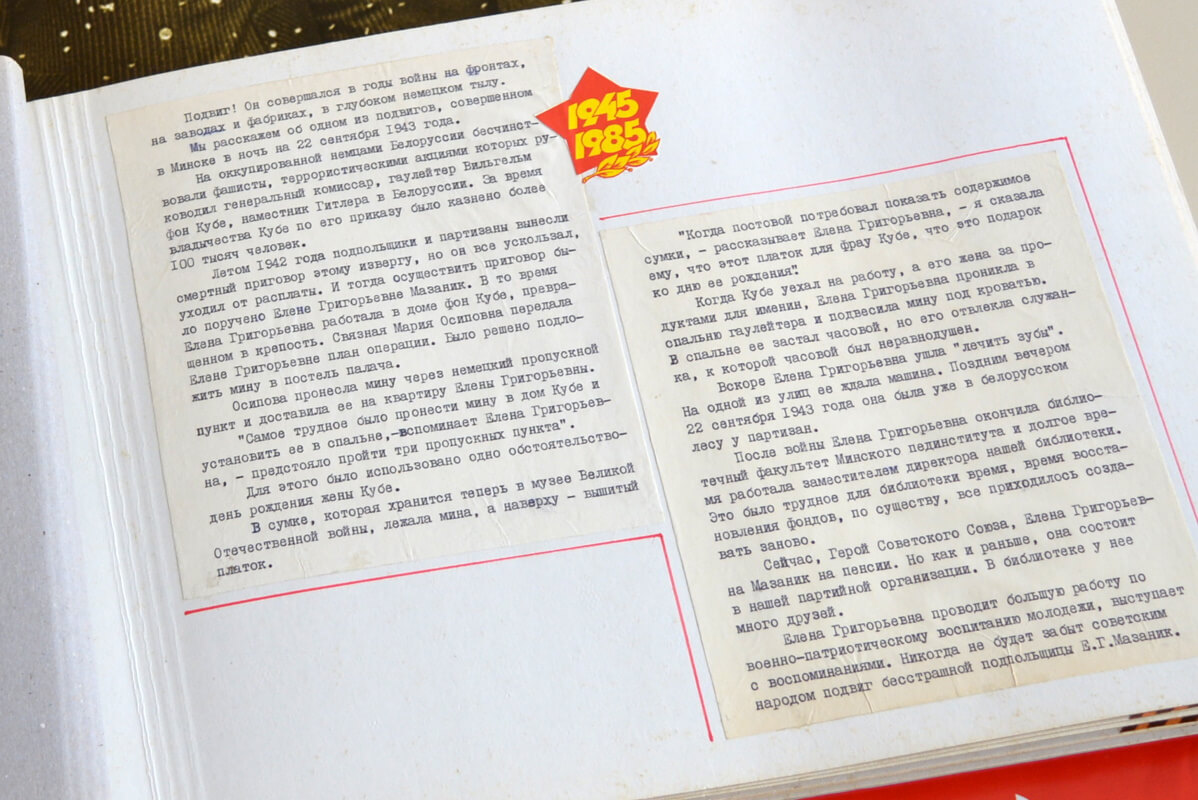 Подвиг! Он совершался в годы войны на фронтах,
на заводах и фабриках, в глубоком немецком тылу.
Мы расскажем об одном из подвигов, совершенном
в Минске в ночь на 22 сентября 1943 года.
На оккупированной немцами Белоруссии бесчинст-
вовали фашисты, террористическими акциями которых ру-
ководил генеральный комиссар, гаулейтер Вильгельм
фон Кубе, наместник Гитлера в Белоруссии. За время
владычества Кубе по его приказу было казнено более
100 тысяч человек.
Летом 1942 года подпольщики и партизаны вынесли
смертный приговор этому извергу, но он все ускользал,
уходил от расплаты. И тогда осуществить приговор бы-
ло поручено Елене Григорьевне Мазаник. В то время
Елена Григорьевна работала в доме фон Кубе, превра-
щенном в крепость. Связная Мария Осиповна передала
Елене Григорьевне план операции. Было решено подло-
жить мину в постель палача.
Осипова пронесла мину через немецкий пропускной
пункт и доставила ее на квартиру Елены Григорьевны.
"Самое трудное было пронести мину в дом Кубе и
установить ее в спальне,-вспоминает Елена Григорьев-
на, - предстояло пройти три пропускных пункта".
Для этого было использовано одно обстоятельство-
день рождения жены Кубе.
В сумке, которая хранится теперь в музее Великой
Отечественной войны, лежала мина, а наверху - вышитый
платок.
1945
1985
"Когда постовой потребовал показать содержимое
сумки, - рассказывает Елена Григорьевна, - я сказала
ему, что этот платок для фрау Кубе, что это подарок
ко дню ее рождения".
Когда Кубе уехал на работу, а его жена за про-
дуктами для именин, Елена Григорьевна проникла в
спальню гаулейтера и подвесила мину под кроватью.
В спальне ее застал часовой, но его отвлекла служан-
ка, к которой часовой был неравнодушен.
Вскоре Елена Григорьевна ушла "лечить зубы".
На одной из улиц ее ждала машина. Поздним вечером
22 сентября 1943 года она была уже в белорусском
лесу у партизан.
После войны Елена Григорьевна окончила библио-
течный факультет Минского пединститута и долгое вре-
мя работала заместителем директора нашей библиотеки.
Это было трудное для библиотеки время, время восста-
новления фондов, по существу, все приходилось созда-
вать заново.
Сейчас, Герой Советского Союза, Елена Григорьев-
на Мазаник на пенсии. Но как и раньше, она состоит
в нашей партийной организации. В библиотеке у нее
много друзей.
Елена Григорьевна проводит большую работу по
военно-патриотическому воспитанию молодежи, выступает
с воспоминаниями. Никогда не будет забыт советским
народом подвиг бесстрашной подпольщицы Е.Г.Мазаник.